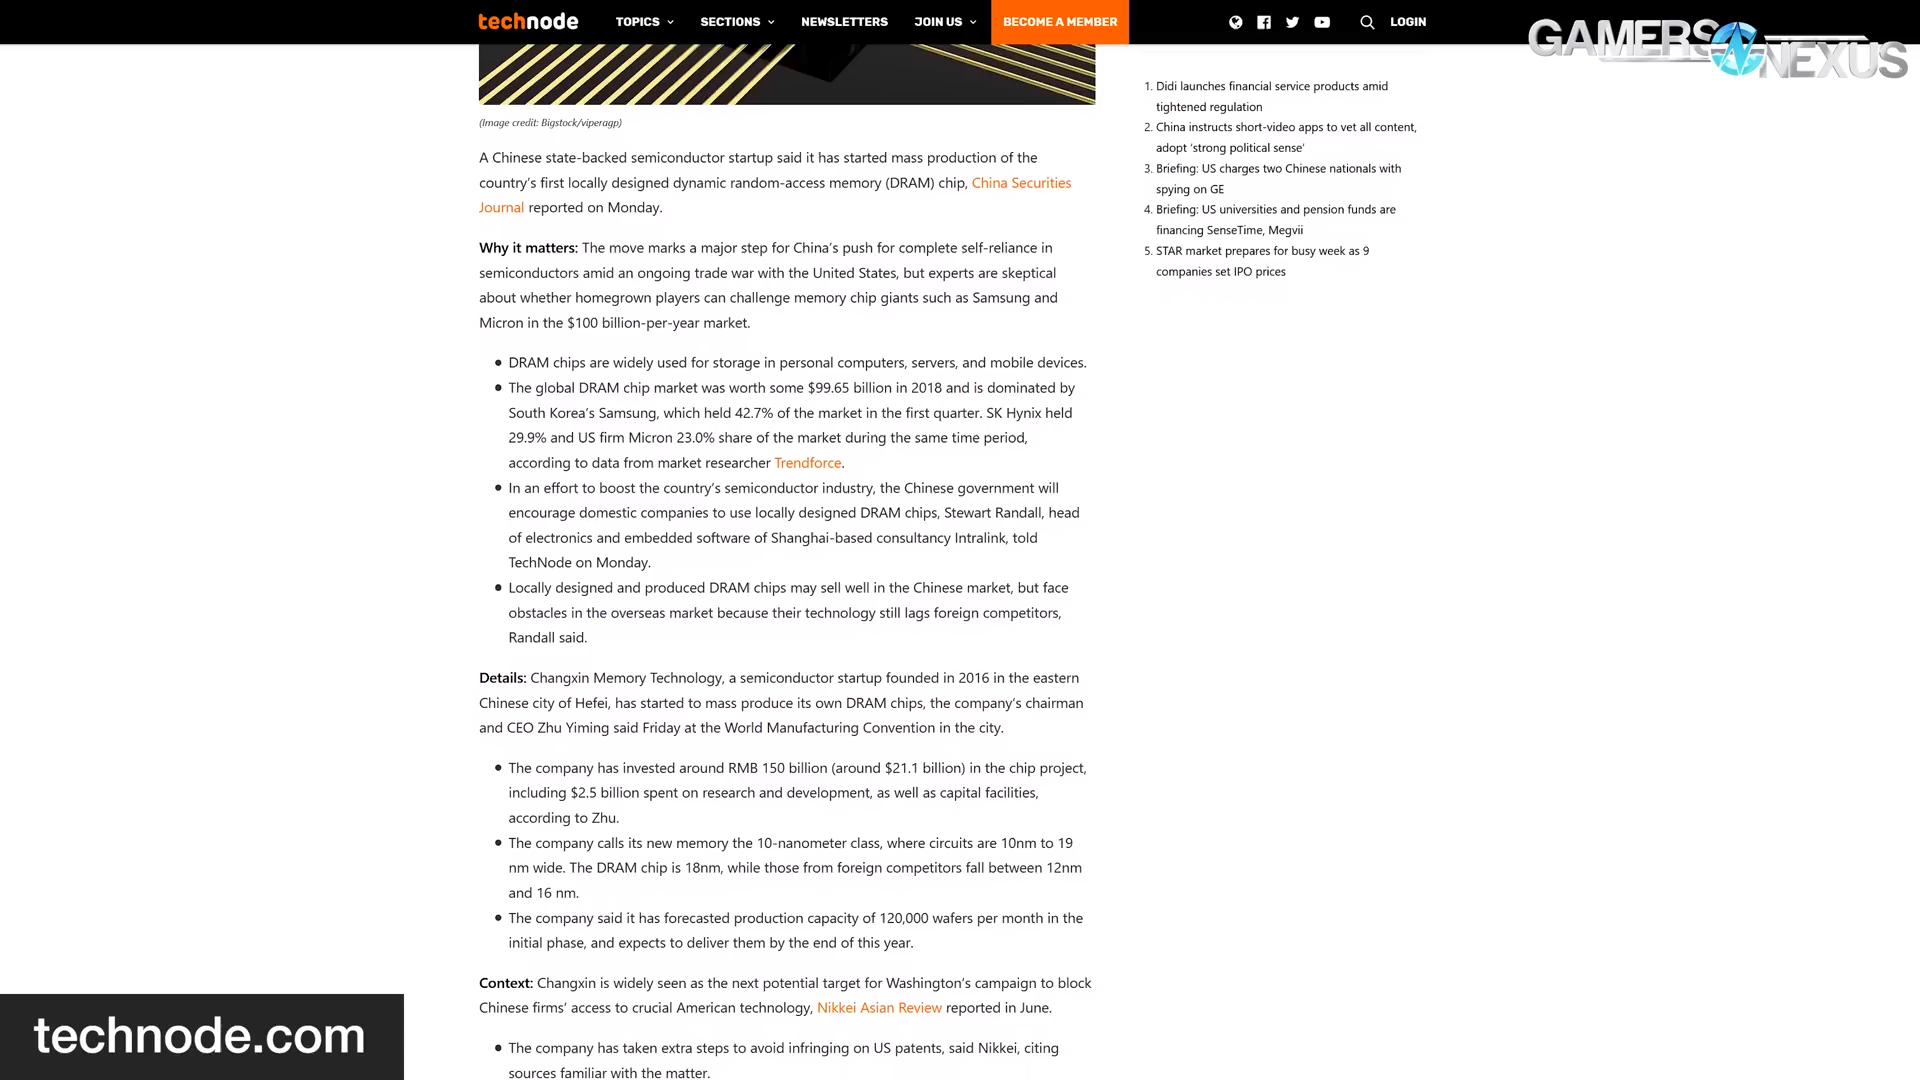 technode
TOPICS SECTIONS NEWSLETTERS JOIN US BECOME A MEMBER LOGIN
GAMERS NEXUS
(Image credit: Bigstock/viperagp)
A Chinese state-backed semiconductor startup said it has started mass production of the
country’s first locally designed dynamic random-access memory (DRAM) chip, China Securities
Journal reported on Monday.
Why it matters: The move marks a major step for China’s push for complete self-reliance in
semiconductors amid an ongoing trade war with the United States, but experts are skeptical
about whether homegrown players can challenge memory chip giants such as Samsung and
Micron in the $100 billion-per-year market.
• DRAM chips are widely used for storage in personal computers, servers, and mobile devices.
• The global DRAM chip market was worth some $99.65 billion in 2018 and is dominated by
South Korea’s Samsung, which held 42.7% of the market in the first quarter. SK Hynix held
29.9% and US firm Micron 23.0% share of the market during the same time period,
according to data from market researcher Trendforce.
• In an effort to boost the country’s semiconductor industry, the Chinese government will
encourage domestic companies to use locally designed DRAM chips, Stewart Randall, head
of electronics and embedded software of Shanghai-based consultancy Intralink, told
TechNode on Monday.
• Locally designed and produced DRAM chips may sell well in the Chinese market, but face
obstacles in the overseas market because their technology still lags foreign competitors,
Randall said.
Details: Changxin Memory Technology, a semiconductor startup founded in 2016 in the eastern
Chinese city of Hefei, has started to mass produce its own DRAM chips, the company’s chairman
and CEO Zhu Yiming said Friday at the World Manufacturing Convention in the city.
• The company has invested around RMB 150 billion (around $21.1 billion) in the chip project,
including $2.5 billion spent on research and development, as well as capital facilities,
according to Zhu.
• The company calls its new memory the 10-nanometer class, where circuits are 10nm to 19
nm wide. The DRAM chip is 18nm, while those from foreign competitors fall between 12nm
and 16 nm.
• The company said it has forecasted production capacity of 120,000 wafers per month in the
initial phase, and expects to deliver them by the end of this year.
Context: Changxin is widely seen as the next potential target for Washington’s campaign to block
Chinese firms’ access to crucial American technology, Nikkei Asian Review reported in June.
• The company has taken extra steps to avoid infringing on US patents, said Nikkei, citing
sources familiar with the matter.
1. Didi launches financial service products amid
tightened regulation
2. China instructs short-video apps to vet all content,
adopt ‘strong political sense’
3. Briefing: US charges two Chinese nationals with
spying on GE
4. Briefing: US universities and pension funds are
financing SenseTime, Megvii
5. STAR market prepares for busy week as 9
companies set IPO prices
technode.com